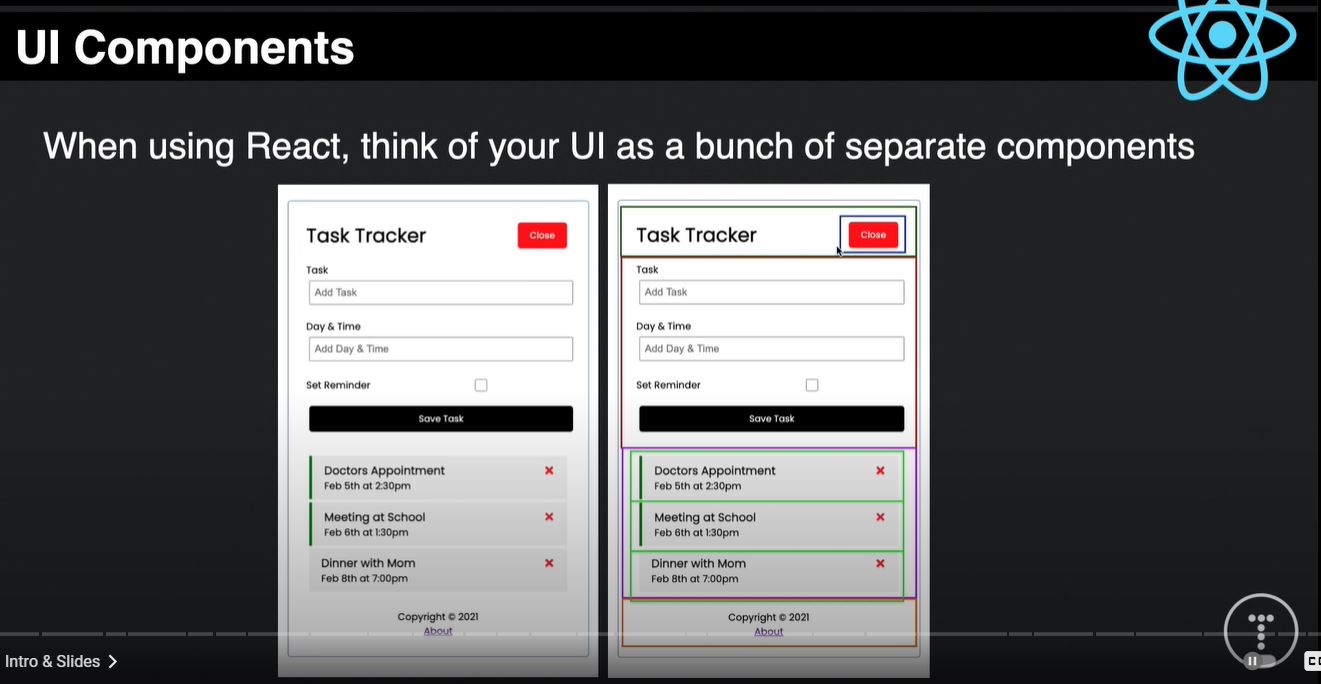 UI Components
When using React, think of your UI as a bunch of separate components
Task Tracker
Close
Task
Add Task
Day & Time
Add Day & Time
Set Reminder
Save Task
Doctors Appointment
Feb 5th at 2:30pm
Meeting at School
Feb 6th at 1:30pm
Dinner with Mom
Feb 8th at 7:00pm
Copyright © 2021
About
Task Tracker
Close
Task
Add Task
Day & Time
Add Day & Time
Set Reminder
Save Task
Doctors Appointment
Feb 5th at 2:30pm
Meeting at School
Feb 6th at 1:30pm
Dinner with Mom
Feb 8th at 7:00pm
Copyright © 2021
About
Intro & Slides